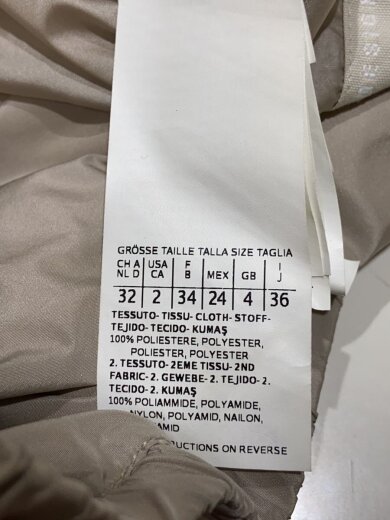 DESIGN
GRÖSSE TAILLE TALLA SIZE TAGLIA
CH A USA F I
NL D CA B MEX GB J
32 2 34 24 4 36
TESSUTO- TISSU- CLOTH- STOFF-
TEJIDO- TECIDO- KUMAŞ
100% POLIESTERE, POLYESTER,
POLIESTER, POLYESTER
2. TESSUTO- 2EME TISSU- 2ND
FABRIC- 2. GEWEBE- 2. TEJIDO- 2.
TECIDO- 2. KUMAŞ
100% POLIAMMIDE, POLYAMIDE,
NYLON, POLYAMID, NAILON,
ON REVERSE